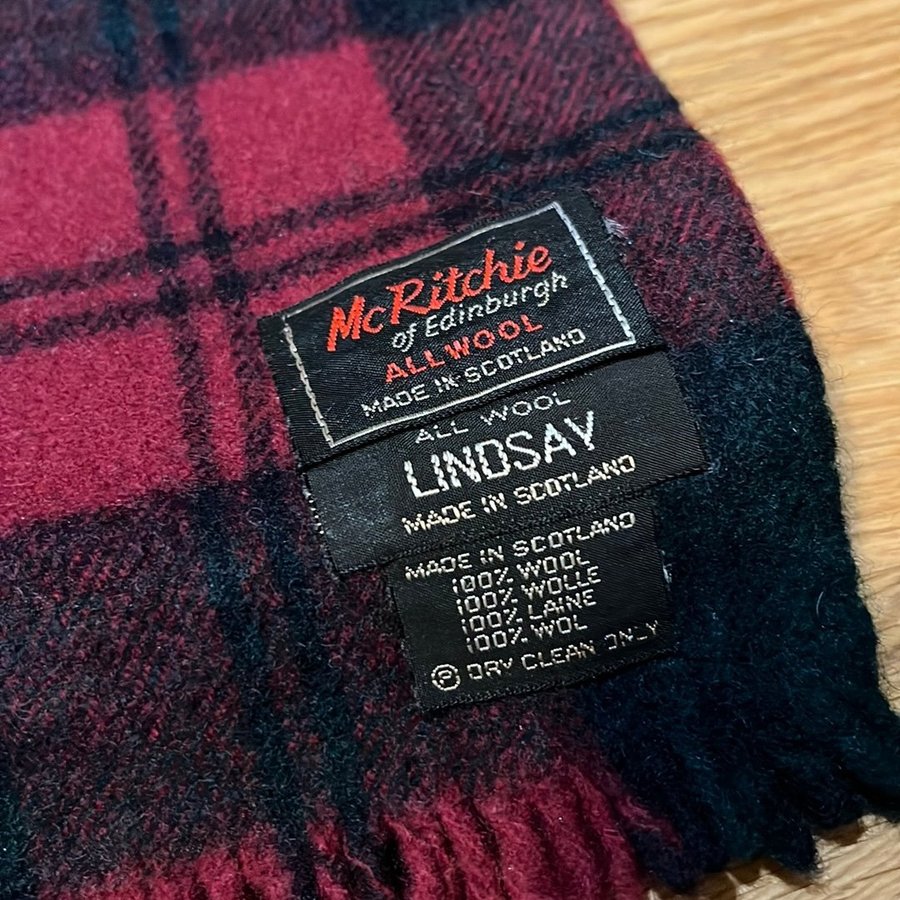 McRitchie
of Edinburgh
ALL WOOL
MADE IN SCOTLAND
ALL WOOL
LINDSAY
MADE IN SCOTLAND
MADE IN SCOTLAND
100% WOOL
100% WOLLE
100% LAINE
100% WOL
Ⓟ DRY CLEAN ONLY